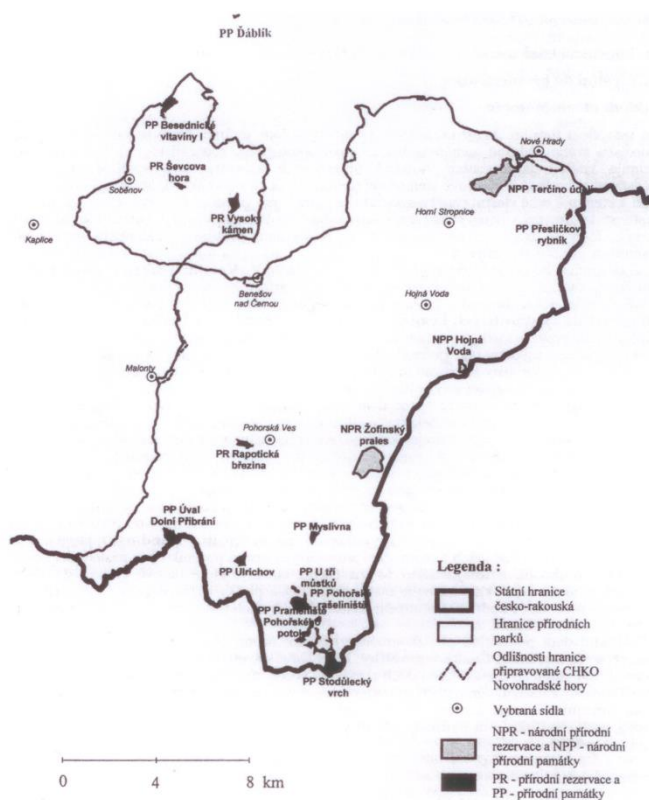 PP Ďáblík
PP Besednické
vltavíny I
PR Ševcova
hora
Soběnov
PR Vysoký
kámen
Kaplice
Nové Hrady
NPP Terčino údolí
Horní Stropnice
PP Přesličkový
rybník
Benešov
nad Černou
Hojná Voda
NPP Hojná
Voda
Malonty
Pohorská Ves
NPR Žofinský
prales
PR Rapotická
březina
PP Úval
Dolní Přibrání
PP Myslivna
PP Ulrichov
PP U tří
můstků
PP Pohořské
rašeliniště
PP Prameniště
Pohořského
potoka
PP Stodůlecký
vrch
Legenda :
Státní hranice
česko-rakouská
Hranice přírodních
parků
Odlišnosti hranice
připravované CHKO
Novohradské hory
Vybraná sídla
NPR - národní přírodní
rezervace a NPP - národní
přírodní památky
PR - přírodní rezervace a
PP - přírodní památky
0 4 8 km